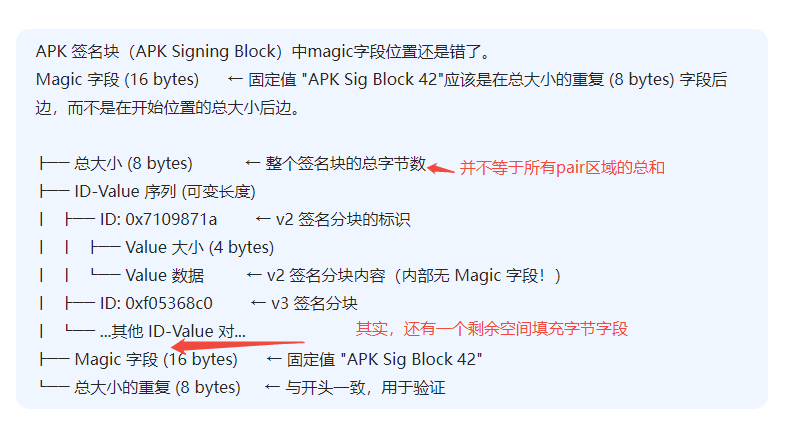 APK 签名块（APK Signing Block）中magic字段位置还是错了。
Magic 字段 (16 bytes) ← 固定值 "APK Sig Block 42"应该是在总大小的重复 (8 bytes) 字段后
边，而不是在开始位置的总大小后边。
├── 总大小 (8 bytes) ← 整个签名块的总字节数 并不等于所有pair区域的总和
├── ID-Value 序列 (可变长度)
│ ├── ID: 0x7109871a ← v2 签名分块的标识
│ │ ├── Value 大小 (4 bytes)
│ │ └── Value 数据 ← v2 签名分块内容（内部无 Magic 字段！）
│ ├── ID: 0xf05368c0 ← v3 签名分块
│ └── ...其他 ID-Value 对... 其实，还有一个剩余空间填充字节字段
├── Magic 字段 (16 bytes) ← 固定值 "APK Sig Block 42"
└── 总大小的重复 (8 bytes) ← 与开头一致，用于验证